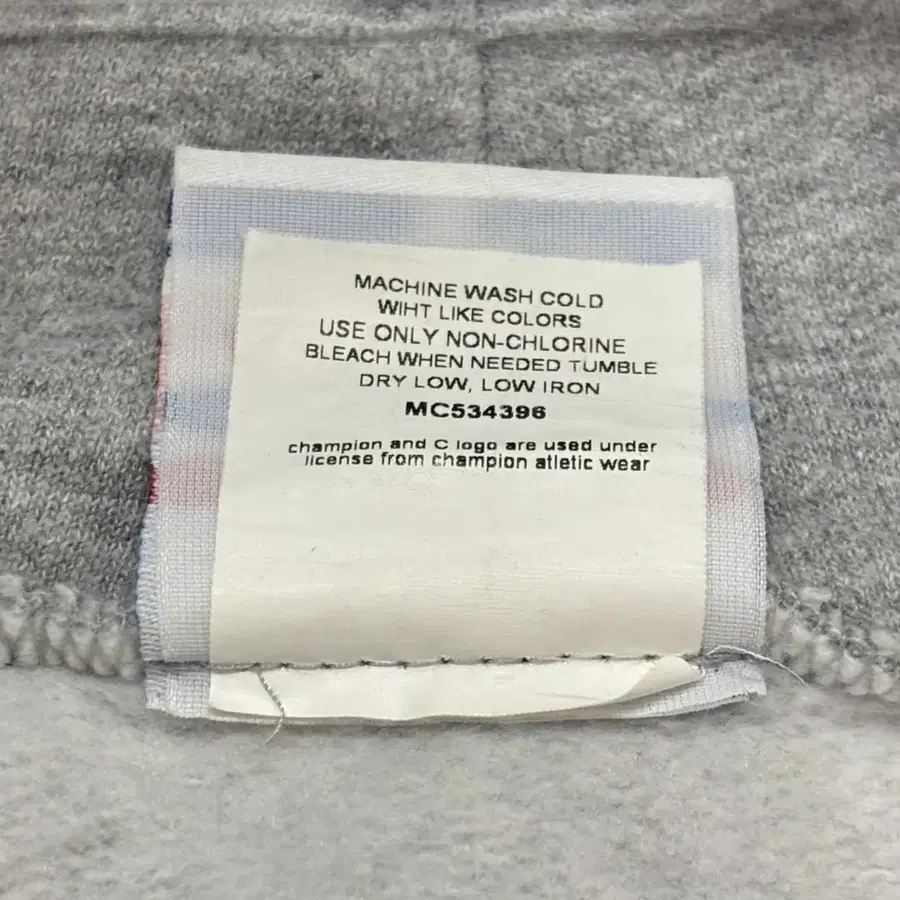 MACHINE WASH COLD
WIHT LIKE COLORS
USE ONLY NON-CHLORINE
BLEACH WHEN NEEDED TUMBLE
DRY LOW, LOW IRON
MC534396
champion and C logo are used under
license from champion atletic wear